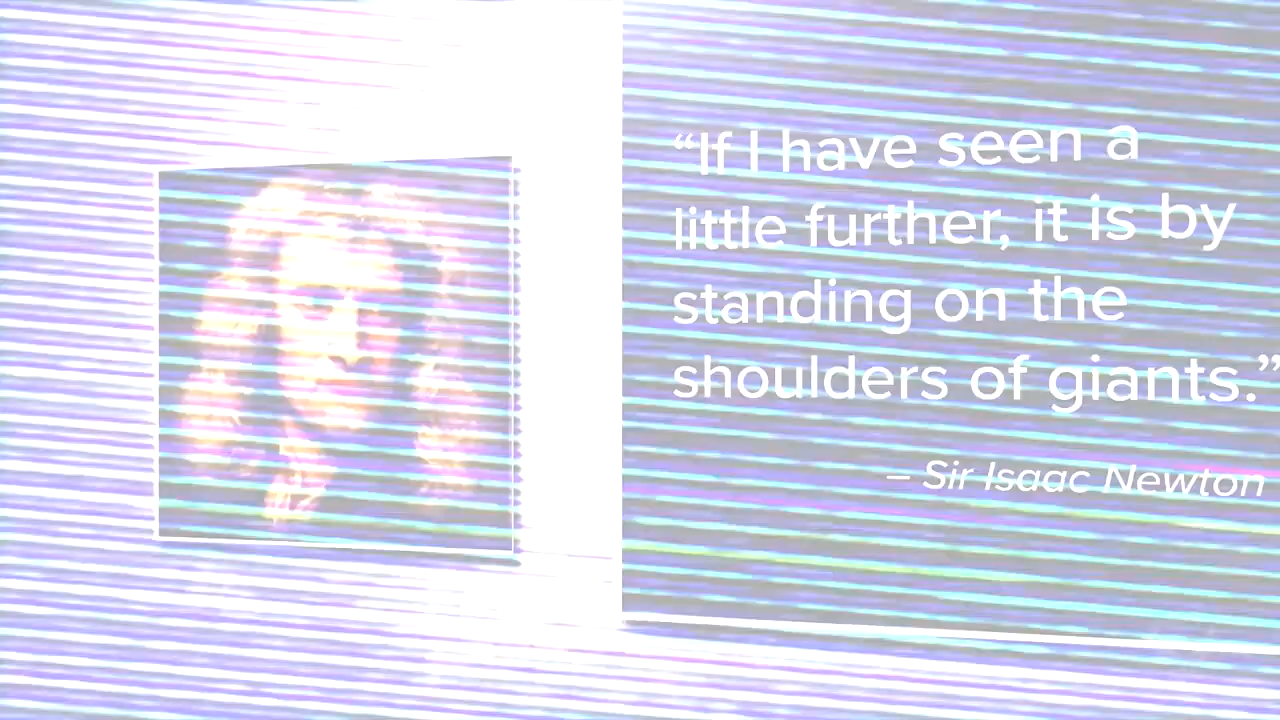 “If I have seen a
little further, it is by
standing on the
shoulders of giants.”
– Sir Isaac Newton